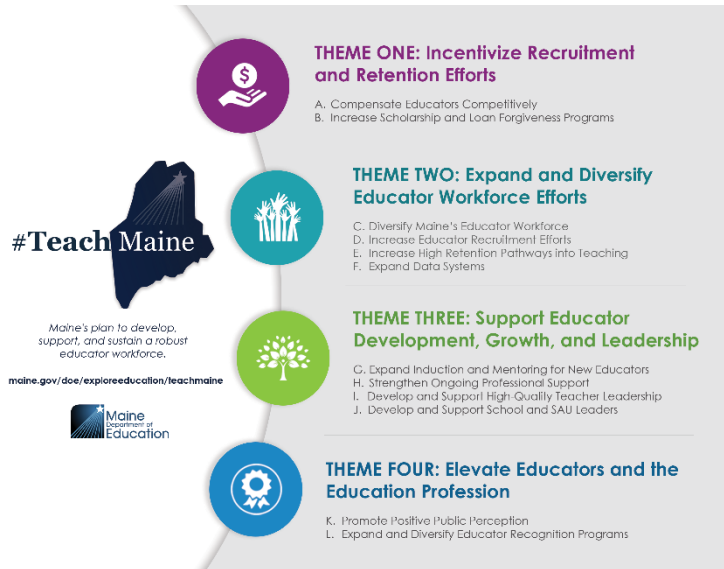 #Teach Maine
Maine's plan to develop,
support, and sustain a robust
educator workforce.
maine.gov/doe/exploreeducation/teachmaine
Maine
Department of
Education
$
THEME ONE: Incentivize Recruitment
and Retention Efforts
A. Compensate Educators Competitively
B. Increase Scholarship and Loan Forgiveness Programs
THEME TWO: Expand and Diversify
Educator Workforce Efforts
C. Diversify Maine's Educator Workforce
D. Increase Educator Recruitment Efforts
E. Increase High Retention Pathways into Teaching
F. Expand Data Systems
THEME THREE: Support Educator
Development, Growth, and Leadership
G. Expand Induction and Mentoring for New Educators
H. Strengthen Ongoing Professional Support
I. Develop and Support High-Quality Teacher Leadership
J. Develop and Support School and SAU Leaders
THEME FOUR: Elevate Educators and the
Education Profession
K. Promote Positive Public Perception
L. Expand and Diversify Educator Recognition Programs